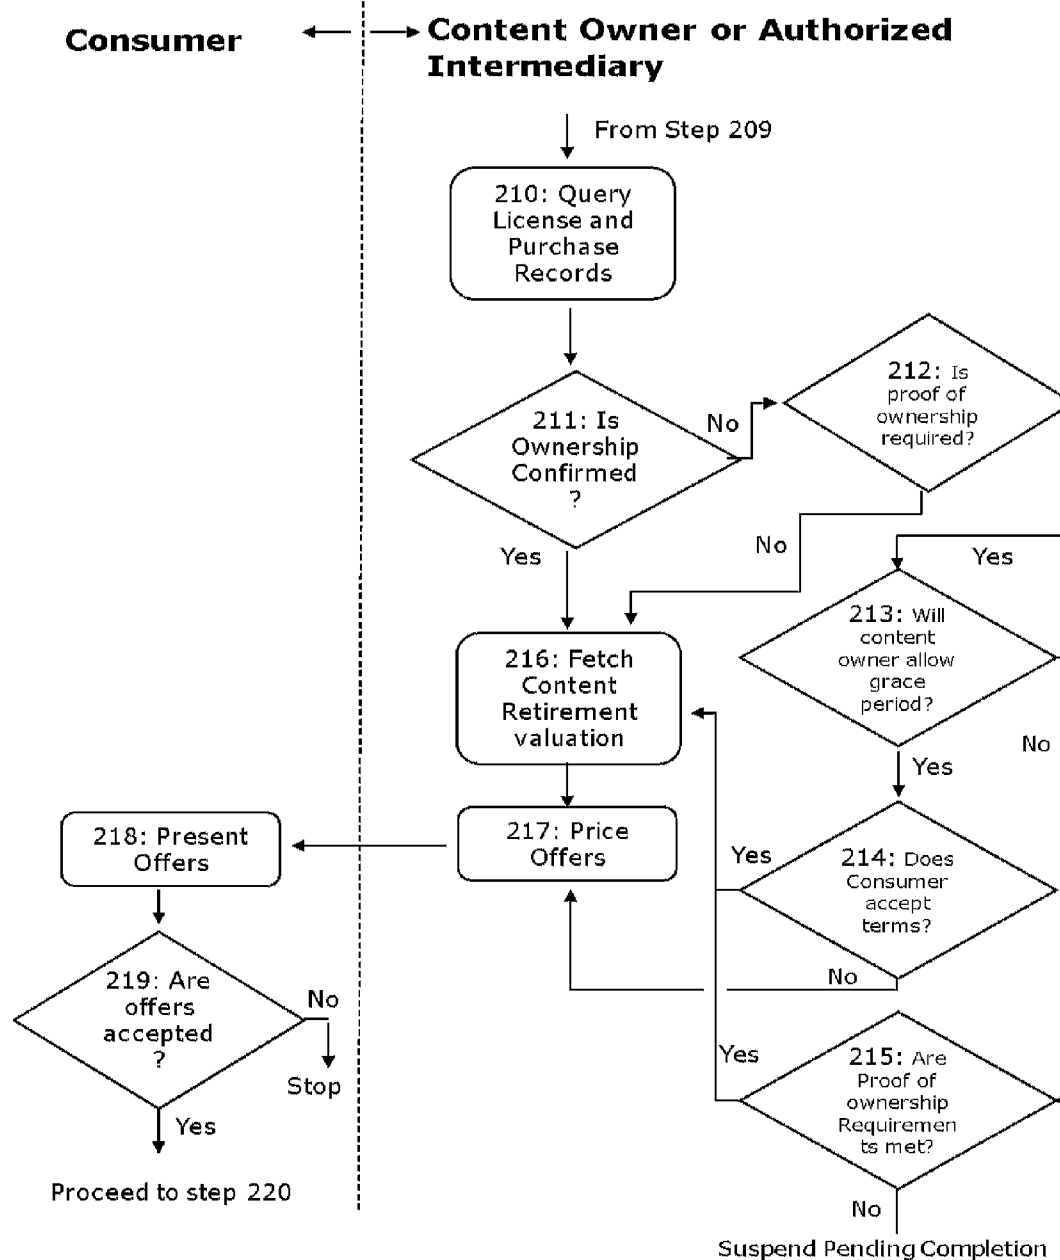 Consumer
Content Owner or Authorized
Intermediary
From Step 209
210: Query
License and
Purchase
Records
211: Is
Ownership
Confirmed
?
No
212: Is
proof of
ownership
required?
Yes
No
Yes
213: Will
content
owner allow
grace
period?
216: Fetch
Content
Retirement
valuation
No
Yes
217: Price
Offers
218: Present
Offers
Yes
214: Does
Consumer
accept
terms?
No
219: Are
offers
accepted
?
No
Stop
Yes
Yes
215: Are
Proof of
ownership
Requiremen
ts met?
Proceed to step 220
No
Suspend Pending Completion